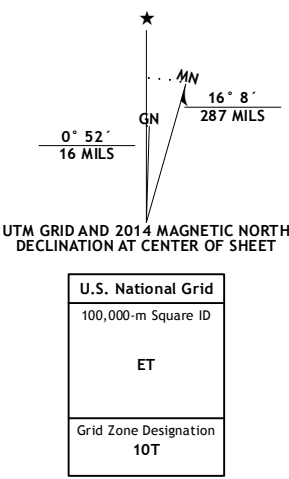 ★
MN
GN
16° 8´
287 MILS
0° 52´
16 MILS
UTM GRID AND 2014 MAGNETIC NORTH
DECLINATION AT CENTER OF SHEET
U.S. National Grid
100,000-m Square ID
ET
Grid Zone Designation
10T